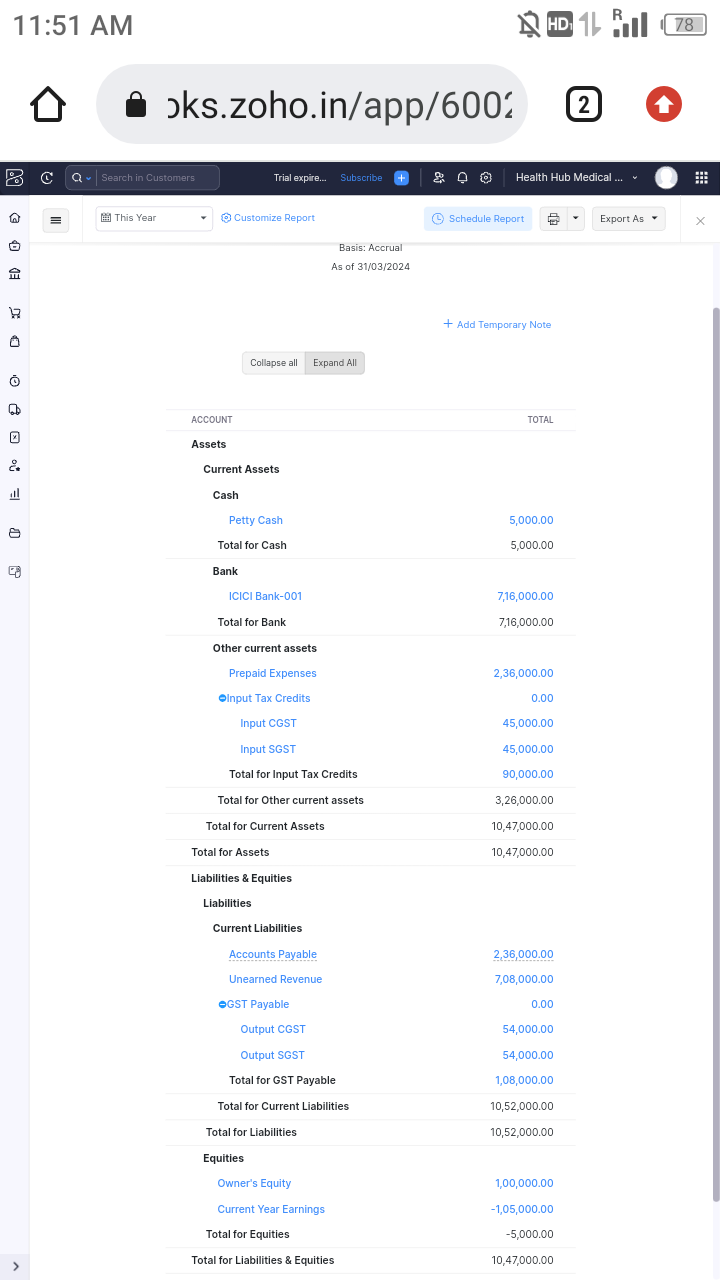 11:51 AM
HD1
R
78
oks.zoho.in/app/6002
2
Search in Customers
Trial expire...
Subscribe
Health Hub Medical ...
This Year
Customize Report
Schedule Report
Export As
Basis: Accrual
As of 31/03/2024
Add Temporary Note
Collapse all Expand All
ACCOUNT TOTAL
Assets
Current Assets
Cash
Petty Cash 5,000.00
Total for Cash 5,000.00
Bank
ICICI Bank-001 7,16,000.00
Total for Bank 7,16,000.00
Other current assets
Prepaid Expenses 2,36,000.00
Input Tax Credits 0.00
Input CGST 45,000.00
Input SGST 45,000.00
Total for Input Tax Credits 90,000.00
Total for Other current assets 3,26,000.00
Total for Current Assets 10,47,000.00
Total for Assets 10,47,000.00
Liabilities & Equities
Liabilities
Current Liabilities
Accounts Payable 2,36,000.00
Unearned Revenue 7,08,000.00
GST Payable 0.00
Output CGST 54,000.00
Output SGST 54,000.00
Total for GST Payable 1,08,000.00
Total for Current Liabilities 10,52,000.00
Total for Liabilities 10,52,000.00
Equities
Owner's Equity 1,00,000.00
Current Year Earnings -1,05,000.00
Total for Equities -5,000.00
Total for Liabilities & Equities 10,47,000.00